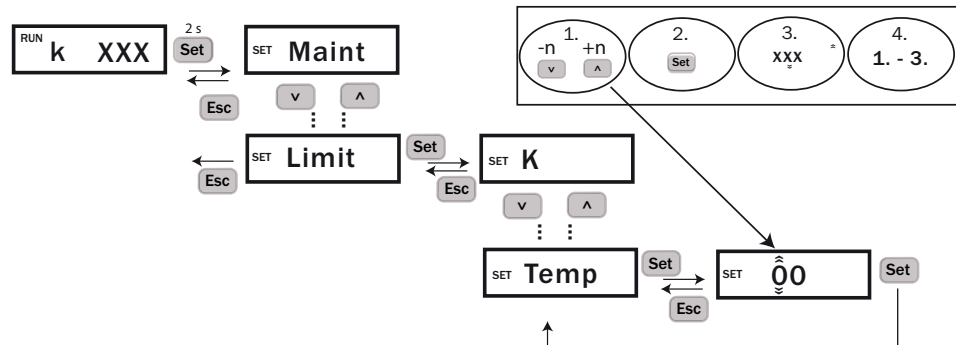 RUN k XXX
2 s
Set
Esc
SET Maint
v ^
Esc
SET Limit
Set
Esc
SET K
v ^
SET Temp
Set
Esc
SET 00
Set
1.
-n +n
v ^
2.
Set
3.
xxx
*
4.
1. - 3.